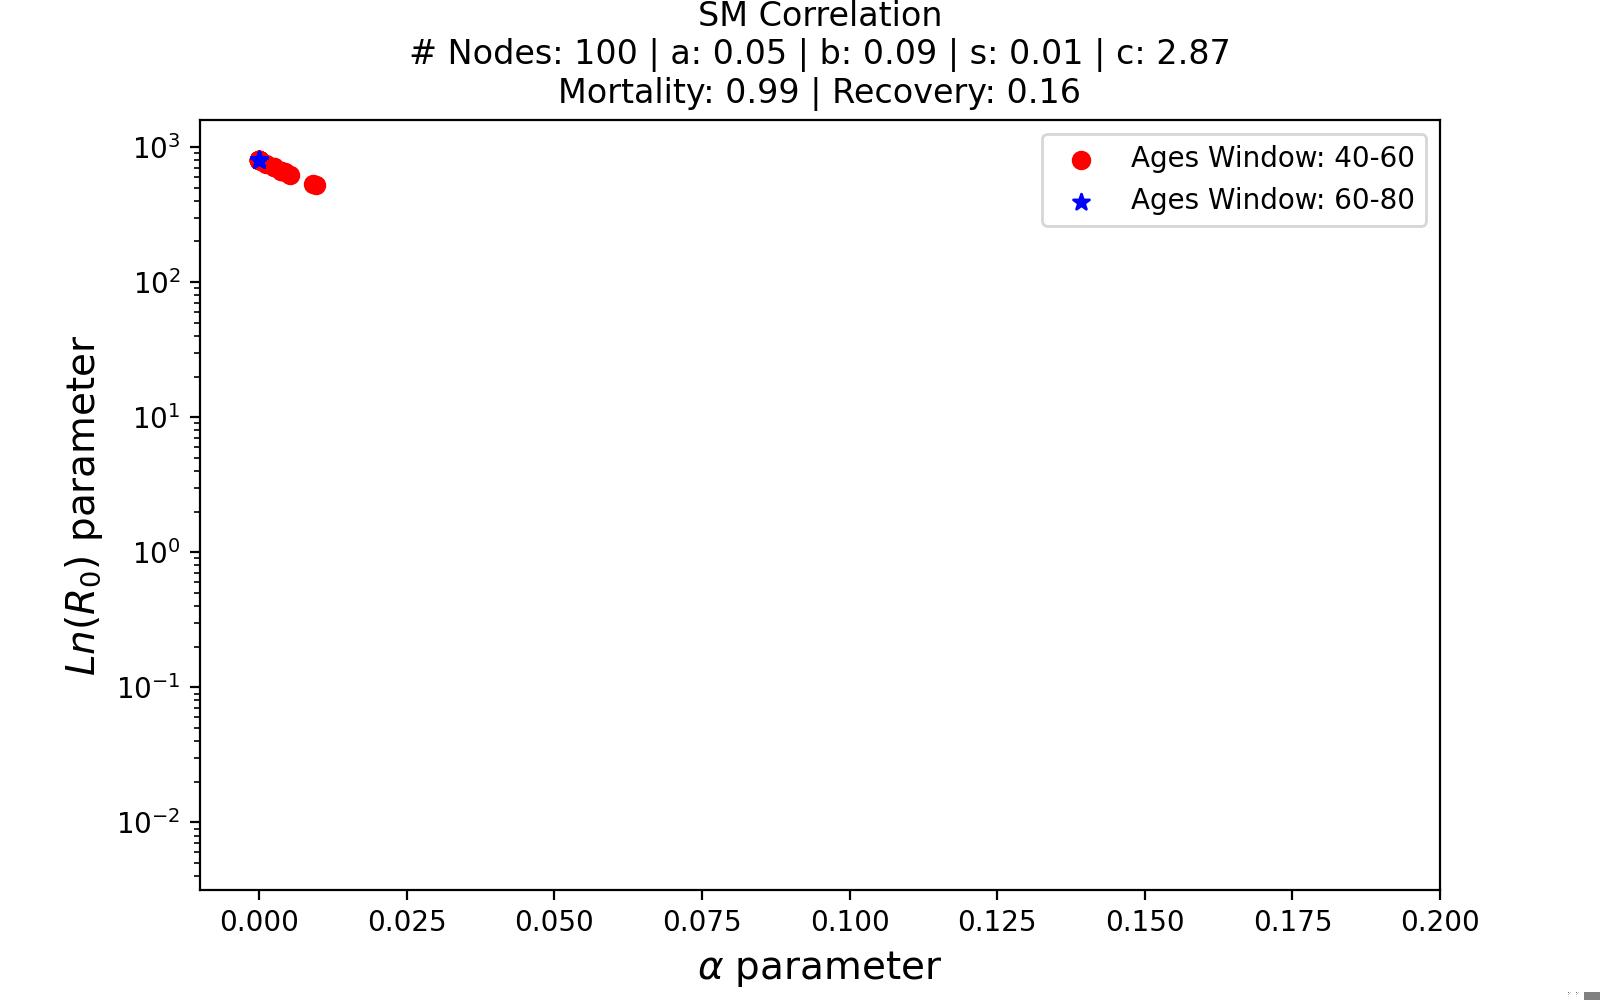 SM Correlation
# Nodes: 100 | a: 0.05 | b: 0.09 | s: 0.01 | c: 2.87
Mortality: 0.99 | Recovery: 0.16
Ages Window: 40-60
Ages Window: 60-80
10³
10²
10¹
10⁰
10⁻¹
10⁻²
Ln(R₀) parameter
0.000 0.025 0.050 0.075 0.100 0.125 0.150 0.175 0.200
α parameter